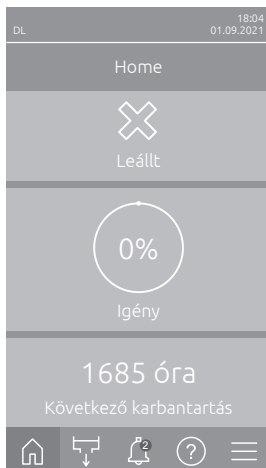 18:04
DL
01.09.2021
Home
Leállt
0%
Igény
1685 óra
Következő karbantartás
2
?